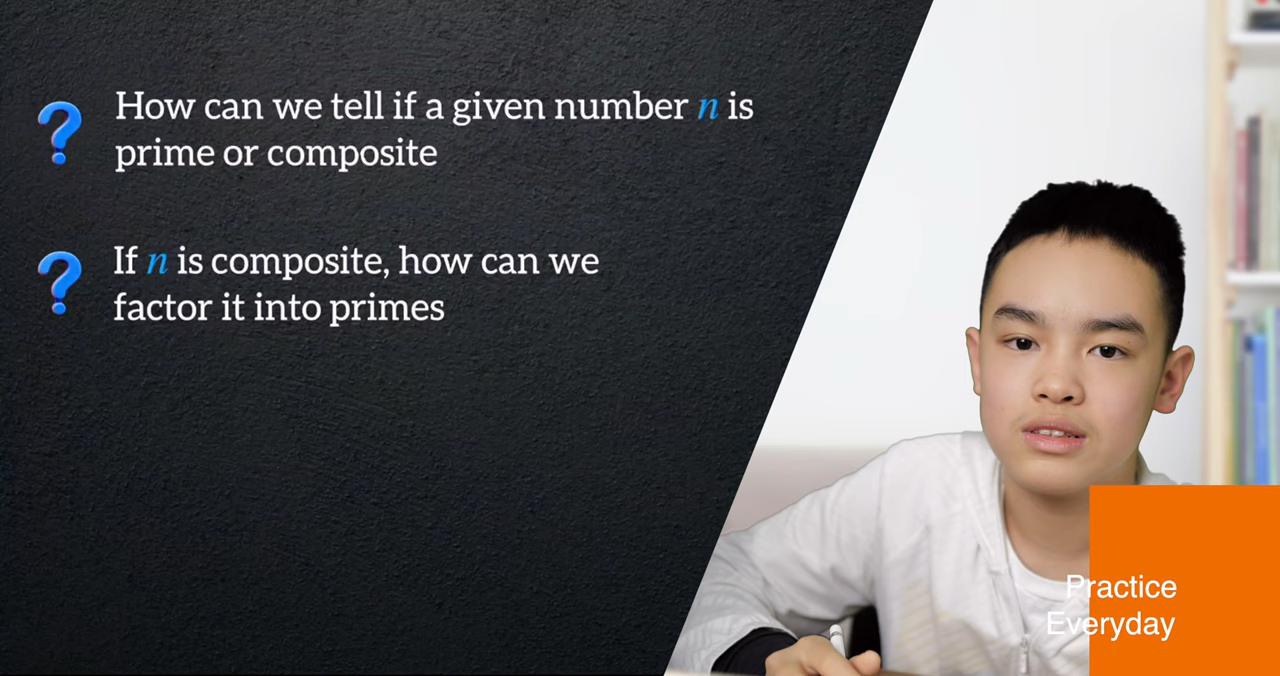 How can we tell if a given number n is
prime or composite
If n is composite, how can we
factor it into primes
Practice
Everyday